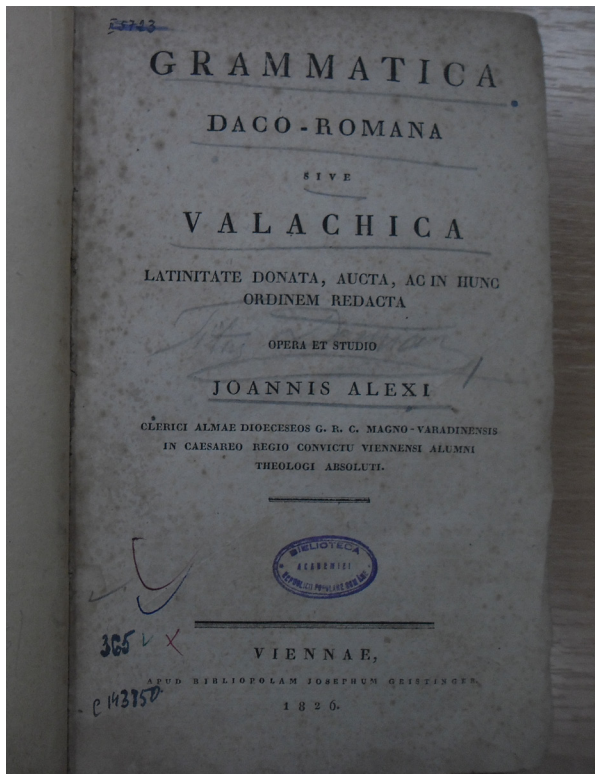 GRAMMATICA
DACO-ROMANA
SIVE
VALACHICA
LATINITATE DONATA, AUCTA, AC IN HUNC
ORDINEM REDACTA
OPERA ET STUDIO
JOANNIS ALEXI
CLERICI ALMAE DIOECESEOS G. R. C. MAGNO-VARADINENSIS
IN CAESAREO REGIO CONVICTU VIENNENSI ALUMNI
THEOLOGI ABSOLUTI.
BIBLIOTECA
ACADEMIEI
365
VIENNAE,
APUD BIBLIOPOLAM JOSEPHUM GEISTINGER
C 143850
1826.